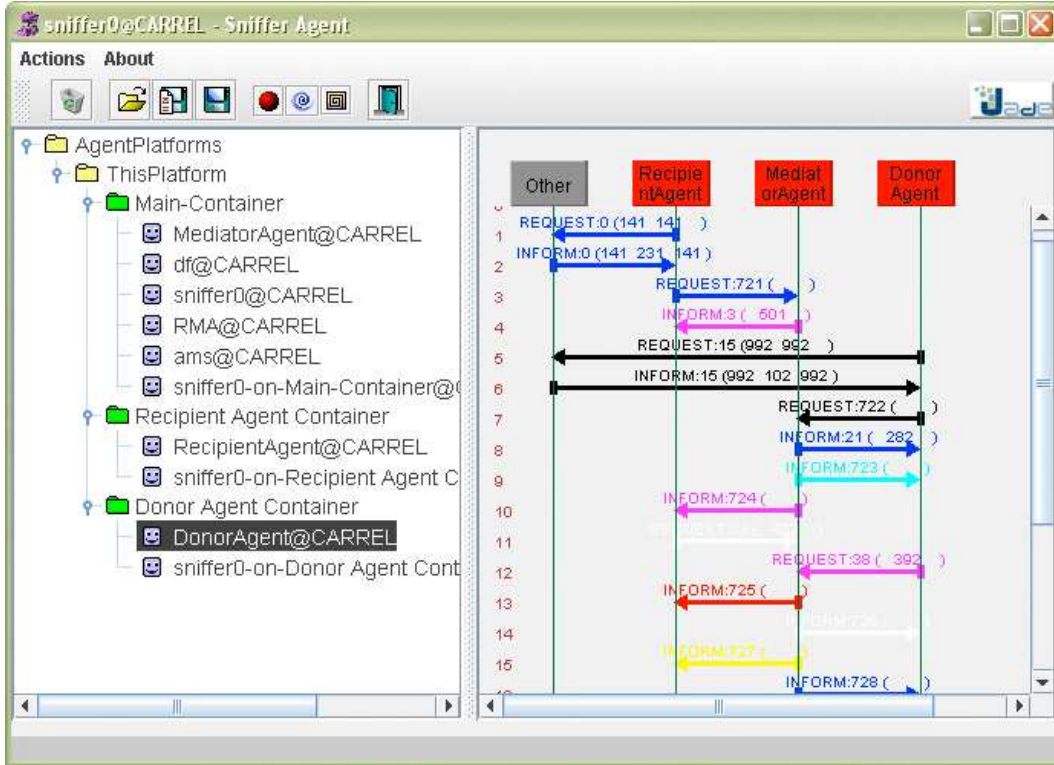 sniffer0@CARREL - Sniffer Agent
Actions About
Jade
AgentPlatforms
ThisPlatform
Main-Container
MediatorAgent@CARREL
df@CARREL
sniffer0@CARREL
RMA@CARREL
ams@CARREL
sniffer0-on-Main-Container@
Recipient Agent Container
RecipientAgent@CARREL
sniffer0-on-Recipient Agent C
Donor Agent Container
DonorAgent@CARREL
sniffer0-on-Donor Agent Cont
Other
Recipie
ntAgent
Mediat
orAgent
Donor
Agent
1 REQUEST:0 (141 141 )
2 INFORM:0 (141 231 141 )
3 REQUEST:721 ( )
4 INFORM:3 ( 501 )
5 REQUEST:15 (992 992 )
6 INFORM:15 (992 102 992 )
7 REQUEST:722 ( )
8 INFORM:21 ( 282 )
9 INFORM:723 ( )
10 INFORM:724 ( )
11
12 REQUEST:38 ( 392 )
13 INFORM:725 ( )
14
15 INFORM:727 ( )
INFORM:728 ( )